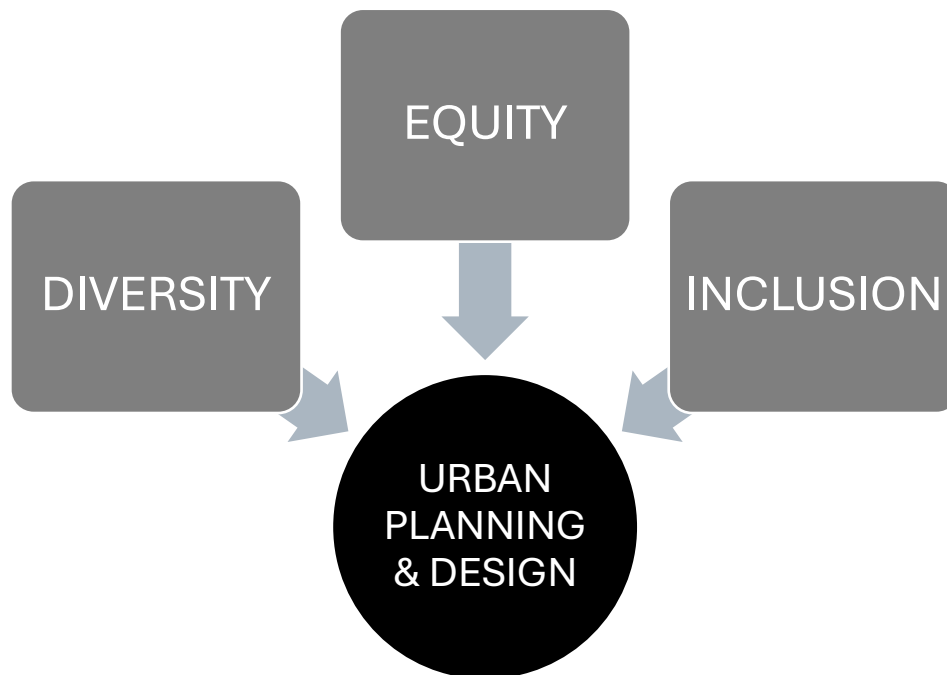 EQUITY
DIVERSITY
INCLUSION
URBAN
PLANNING
& DESIGN